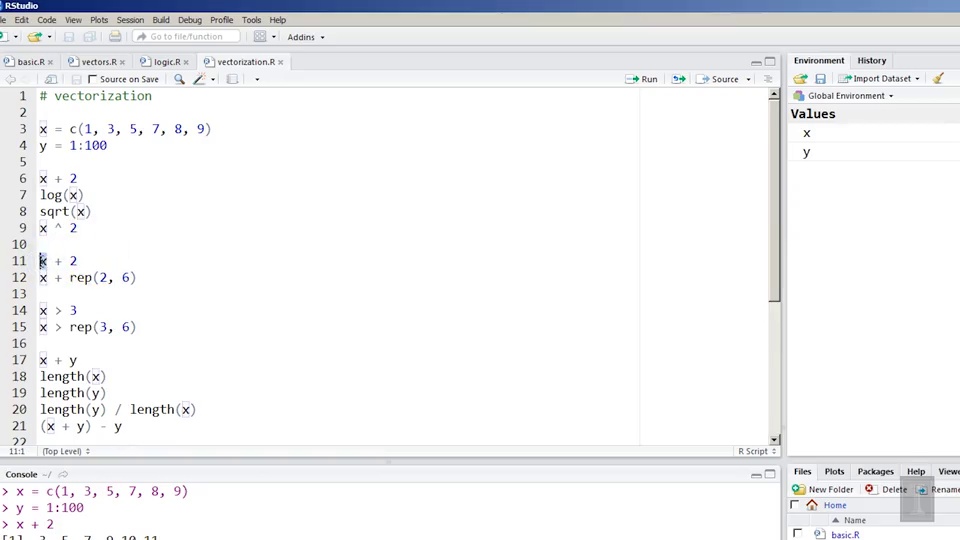 RStudio
Edit Code View Plots Session Build Debug Profile Tools Help
Go to file/function Addins
basic.R vectors.R logic.R vectorization.R
Source on Save Run Source
1 # vectorization
2
3 x = c(1, 3, 5, 7, 8, 9)
4 y = 1:100
5
6 x + 2
7 log(x)
8 sqrt(x)
9 x ^ 2
10
11 x + 2
12 x + rep(2, 6)
13
14 x > 3
15 x > rep(3, 6)
16
17 x + y
18 length(x)
19 length(y)
20 length(y) / length(x)
21 (x + y) - y
22
11:1 (Top Level) R Script
Console ~/
> x = c(1, 3, 5, 7, 8, 9)
> y = 1:100
> x + 2
[1] 3 5 7 9 10 11
Environment History
Import Dataset
Global Environment
Values
x
y
Files Plots Packages Help
New Folder Delete
Home
Name
basic.R